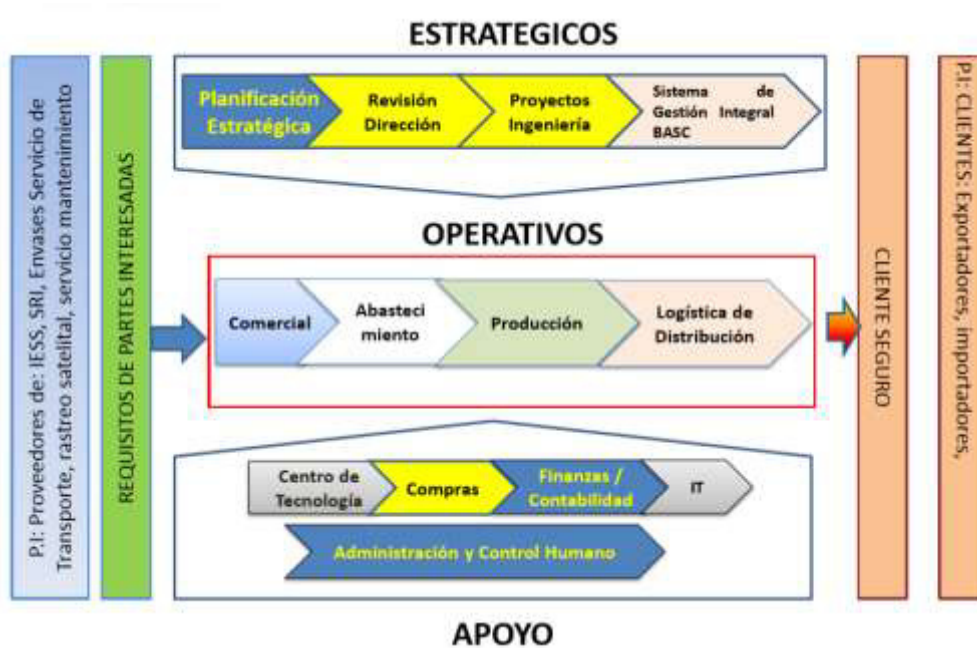 ESTRATEGICOS
P.I: Proveedores de: IESS, SRI, Envases Servicio de
Transporte, rastreo satelital, servicio mantenimiento
REQUISITOS DE PARTES INTERESADAS
Planificación
Estratégica
Revisión
Dirección
Proyectos
Ingeniería
Sistema de
Gestión Integral
BASC
OPERATIVOS
Comercial
Abasteci
miento
Producción
Logística de
Distribución
Centro de
Tecnología
Compras
Finanzas /
Contabilidad
IT
Administración y Control Humano
APOYO
CLIENTE SEGURO
P.I: CLIENTES: Exportadores, importadores,